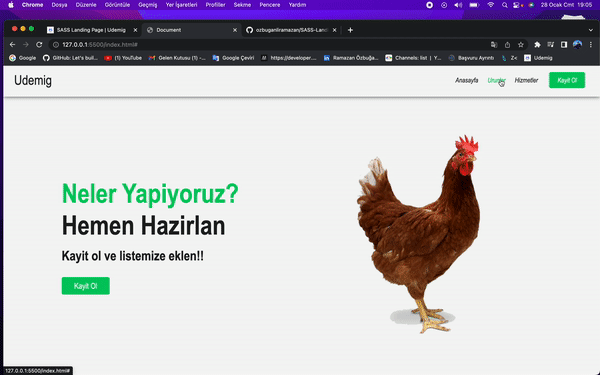 Chrome Dosya Düzenle Görüntüle Geçmiş Yer İşaretleri Profiller Sekme Pencere Yardım 28 Ocak Cmt 19:05
SASS Landing Page | Udemig Document ozbuganliramazan/SASS-Lan
127.0.0.1:5500/index.html#
Google GitHub: Let's buil... (1) YouTube Gelen Kutusu (1) -... Google Çeviri https://developer.... Ramazan Özbuğa... Channels: list | Y... Başvuru Ayrıntı Z< Udemig
Udemig Anasayfa Urunler Hizmetler Kayit Ol
Neler Yapiyoruz?
Hemen Hazirlan
Kayit ol ve listemize eklen!!
Kayit Ol
127.0.0.1:5500/index.html#